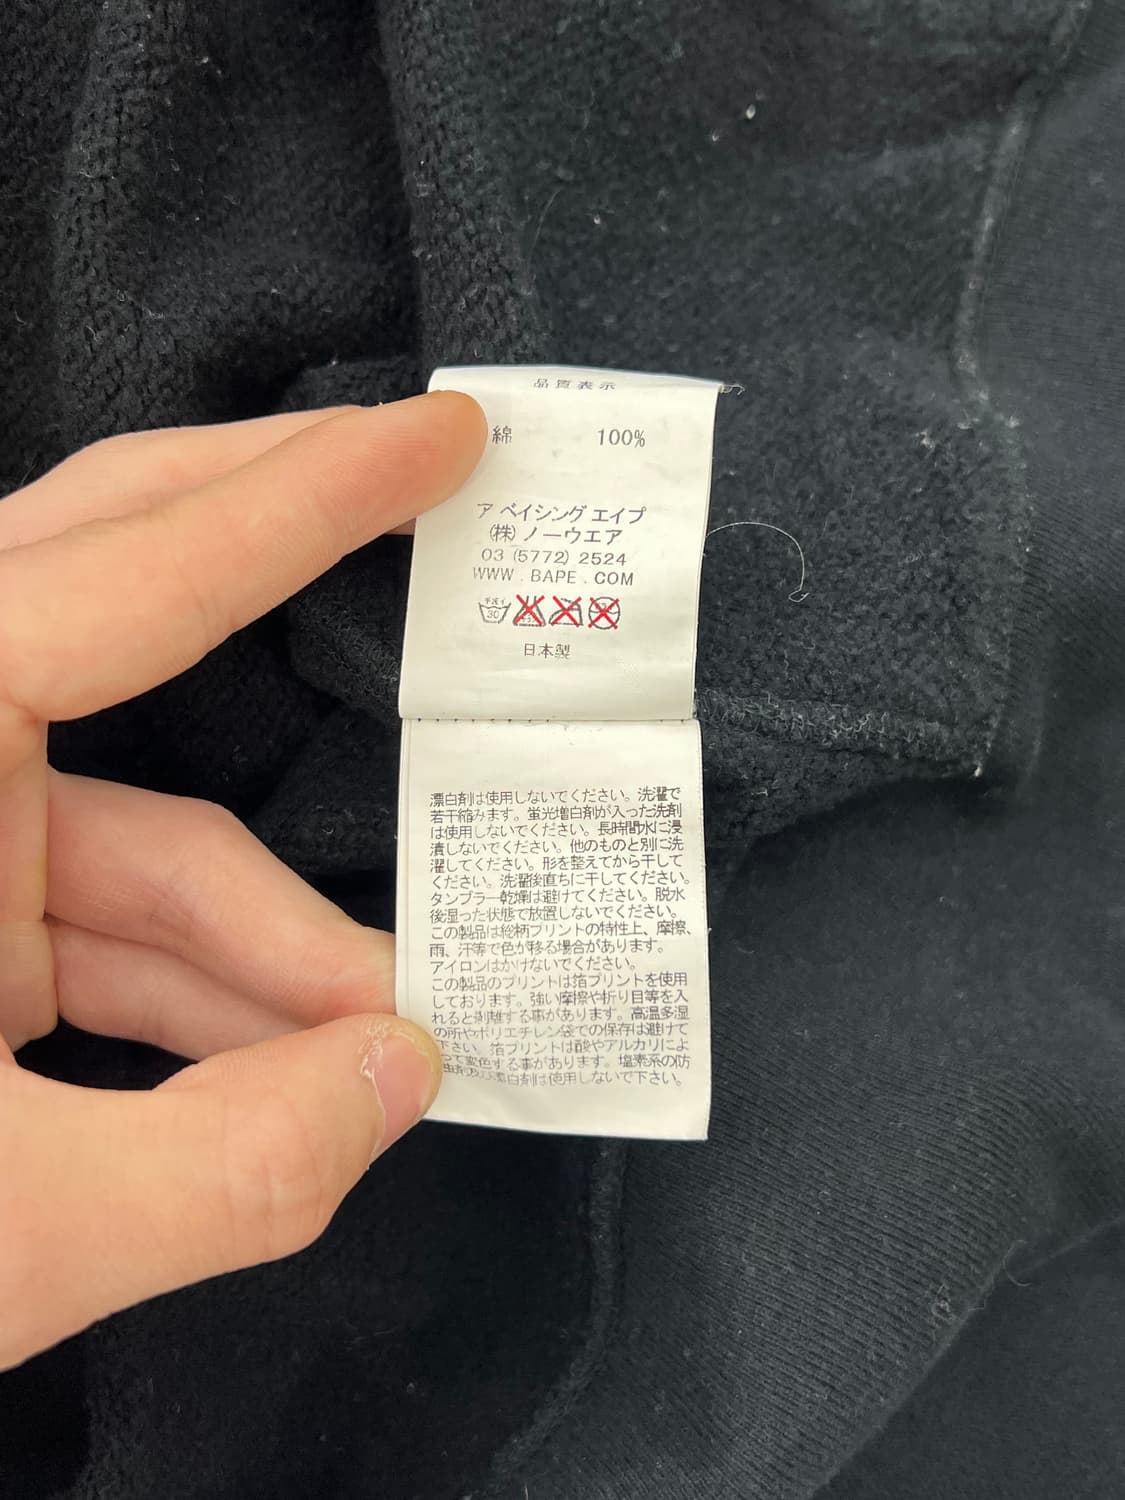 品質表示
綿 100%
ア ベイシング エイプ
(株) ノーウエア
03 (5772) 2524
WWW . BAPE . COM
手洗イ
30
日本製
漂白剤は使用しないでください。洗濯で
若干縮みます。蛍光増白剤が入った洗剤
は使用しないでください。長時間水に浸
漬しないでください。他のものと別に洗
濯してください。形を整えてから干して
ください。洗濯後直ちに干してください。
タンブラー乾燥は避けてください。脱水
後湿った状態で放置しないでください。
この製品は総柄プリントの特性上、摩擦、
雨、汗等で色が移る場合があります。
アイロンはかけないでください。
この製品のプリントは箔プリントを使用
しております。強い摩擦や折り目等を入
れると剥離する事があります。高温多湿
の所やポリエチレン袋での保存は避けて
下さい。箔プリントは酸やアルカリによ
って変色する事があります。塩素系の防
虫剤及び漂白剤は使用しないで下さい。